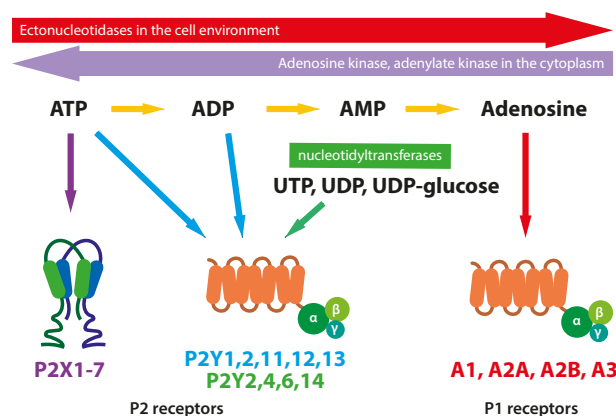 Ectonucleotidases in the cell environment
Adenosine kinase, adenylate kinase in the cytoplasm
ATP ADP AMP Adenosine
nucleotidyltransferases
UTP, UDP, UDP-glucose
α β γ α β γ
P2X1-7 P2Y1,2,11,12,13 A1, A2A, A2B, A3
P2Y2,4,6,14
P2 receptors P1 receptors